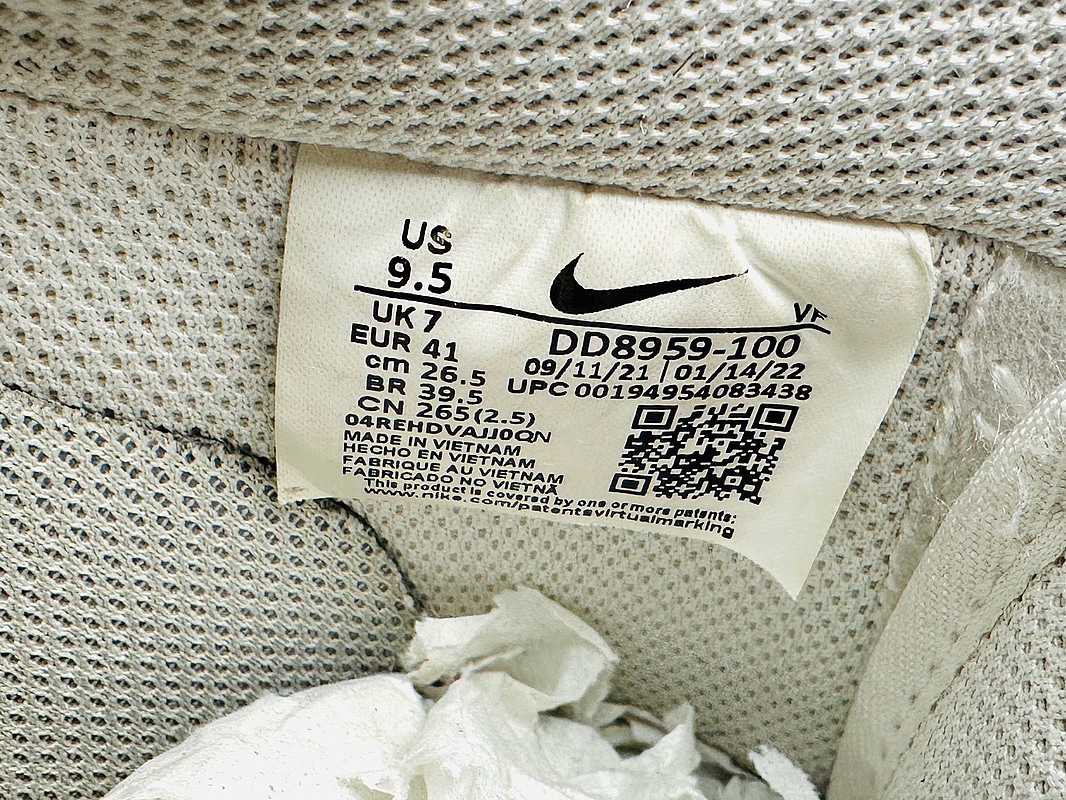 US
9.5
VF
UK 7
EUR 41
cm 26.5
BR 39.5
CN 265(2.5)
DD8959-100
09/11/21 | 01/14/22
UPC 00194954083438
04REHDVAJJ0QN
MADE IN VIETNAM
HECHO EN VIETNAM
FABRIQUE AU VIETNAM
FABRICADO NO VIETNÃ
This product is covered by one or more patents:
www.nike.com/patentsvirtualmarking